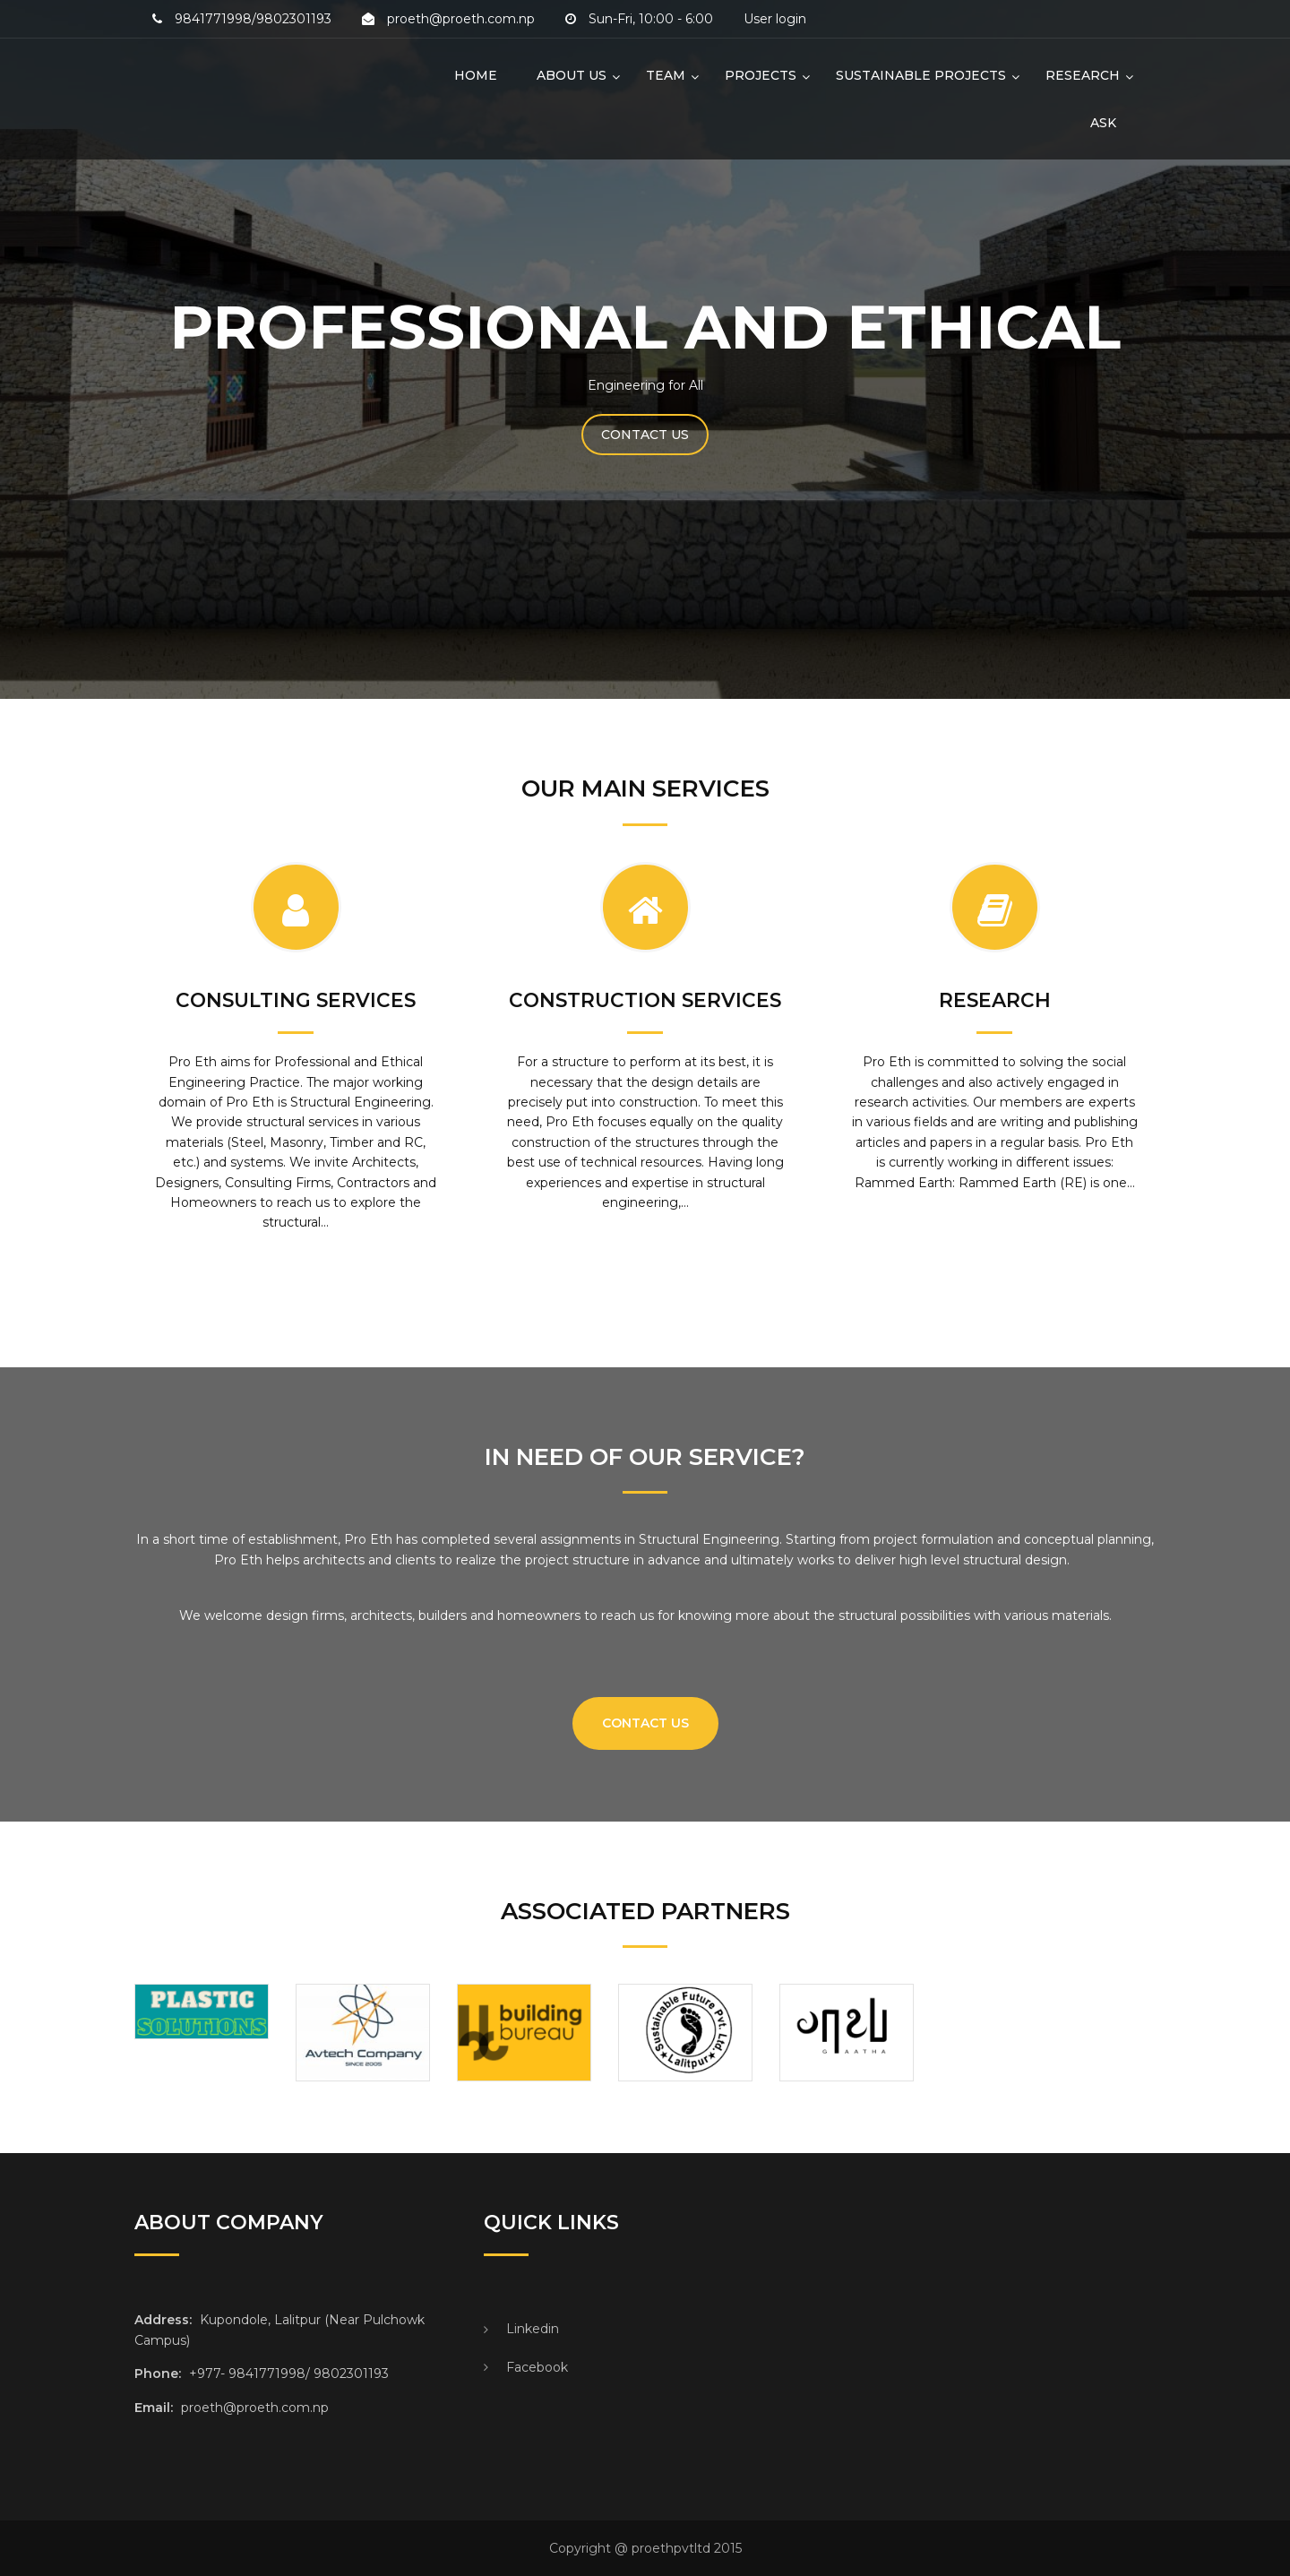 9841771998/9802301193 proeth@proeth.com.np Sun-Fri, 10:00 - 6:00 User login
HOME ABOUT US TEAM PROJECTS SUSTAINABLE PROJECTS RESEARCH
ASK
PROFESSIONAL AND ETHICAL
Engineering for All
CONTACT US
OUR MAIN SERVICES
CONSULTING SERVICES
Pro Eth aims for Professional and Ethical
Engineering Practice. The major working
domain of Pro Eth is Structural Engineering.
We provide structural services in various
materials (Steel, Masonry, Timber and RC,
etc.) and systems. We invite Architects,
Designers, Consulting Firms, Contractors and
Homeowners to reach us to explore the
structural...
CONSTRUCTION SERVICES
For a structure to perform at its best, it is
necessary that the design details are
precisely put into construction. To meet this
need, Pro Eth focuses equally on the quality
construction of the structures through the
best use of technical resources. Having long
experiences and expertise in structural
engineering,...
RESEARCH
Pro Eth is committed to solving the social
challenges and also actively engaged in
research activities. Our members are experts
in various fields and are writing and publishing
articles and papers in a regular basis. Pro Eth
is currently working in different issues:
Rammed Earth: Rammed Earth (RE) is one...
IN NEED OF OUR SERVICE?
In a short time of establishment, Pro Eth has completed several assignments in Structural Engineering. Starting from project formulation and conceptual planning,
Pro Eth helps architects and clients to realize the project structure in advance and ultimately works to deliver high level structural design.
We welcome design firms, architects, builders and homeowners to reach us for knowing more about the structural possibilities with various materials.
CONTACT US
ASSOCIATED PARTNERS
PLASTIC
SOLUTIONS
Avtech Company
SINCE 2005
building
bureau
Sustainable Future Pvt. Ltd.
Lalitpur
GAATHA
ABOUT COMPANY
Address: Kupondole, Lalitpur (Near Pulchowk
Campus)
Phone: +977- 9841771998/ 9802301193
Email: proeth@proeth.com.np
QUICK LINKS
Linkedin
Facebook
Copyright @ proethpvtltd 2015